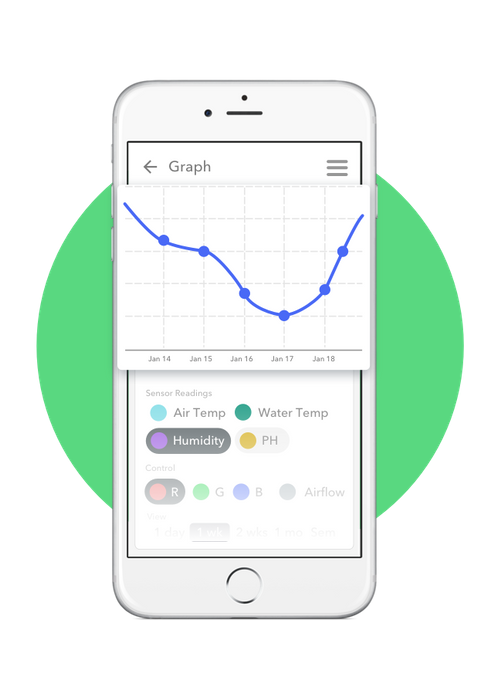 Graph
Jan 14 Jan 15 Jan 16 Jan 17 Jan 18
Sensor Readings
Air Temp Water Temp
Humidity PH
Control
R G B Airflow
View
1 day 1 wk 2 wks 1 mo